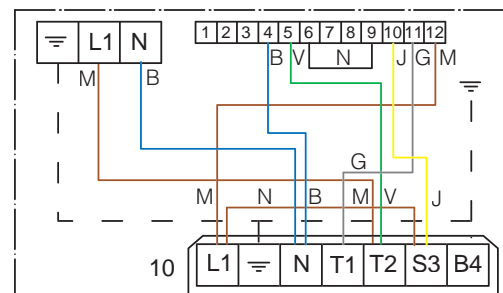 L1 N
1 2 3 4 5 6 7 8 9 10 11 12
M B B V N J G M
G
M N B M V J
10 L1 N T1 T2 S3 B4